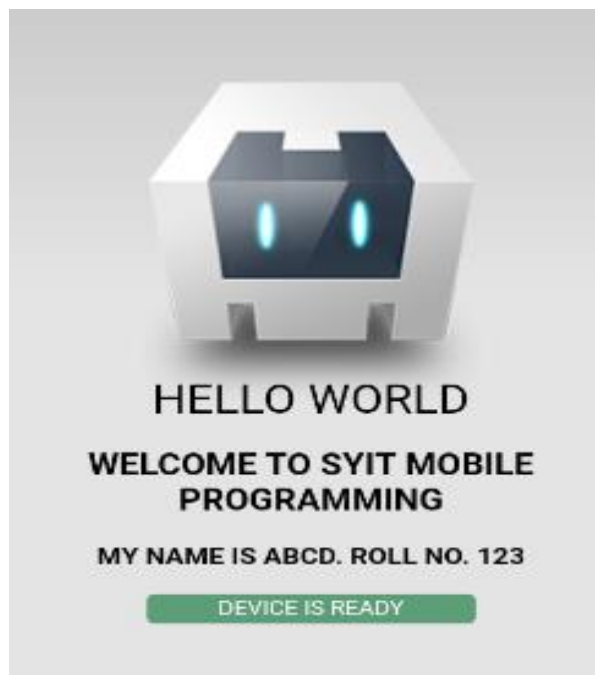 HELLO WORLD
WELCOME TO SYIT MOBILE
PROGRAMMING
MY NAME IS ABCD. ROLL NO. 123
DEVICE IS READY